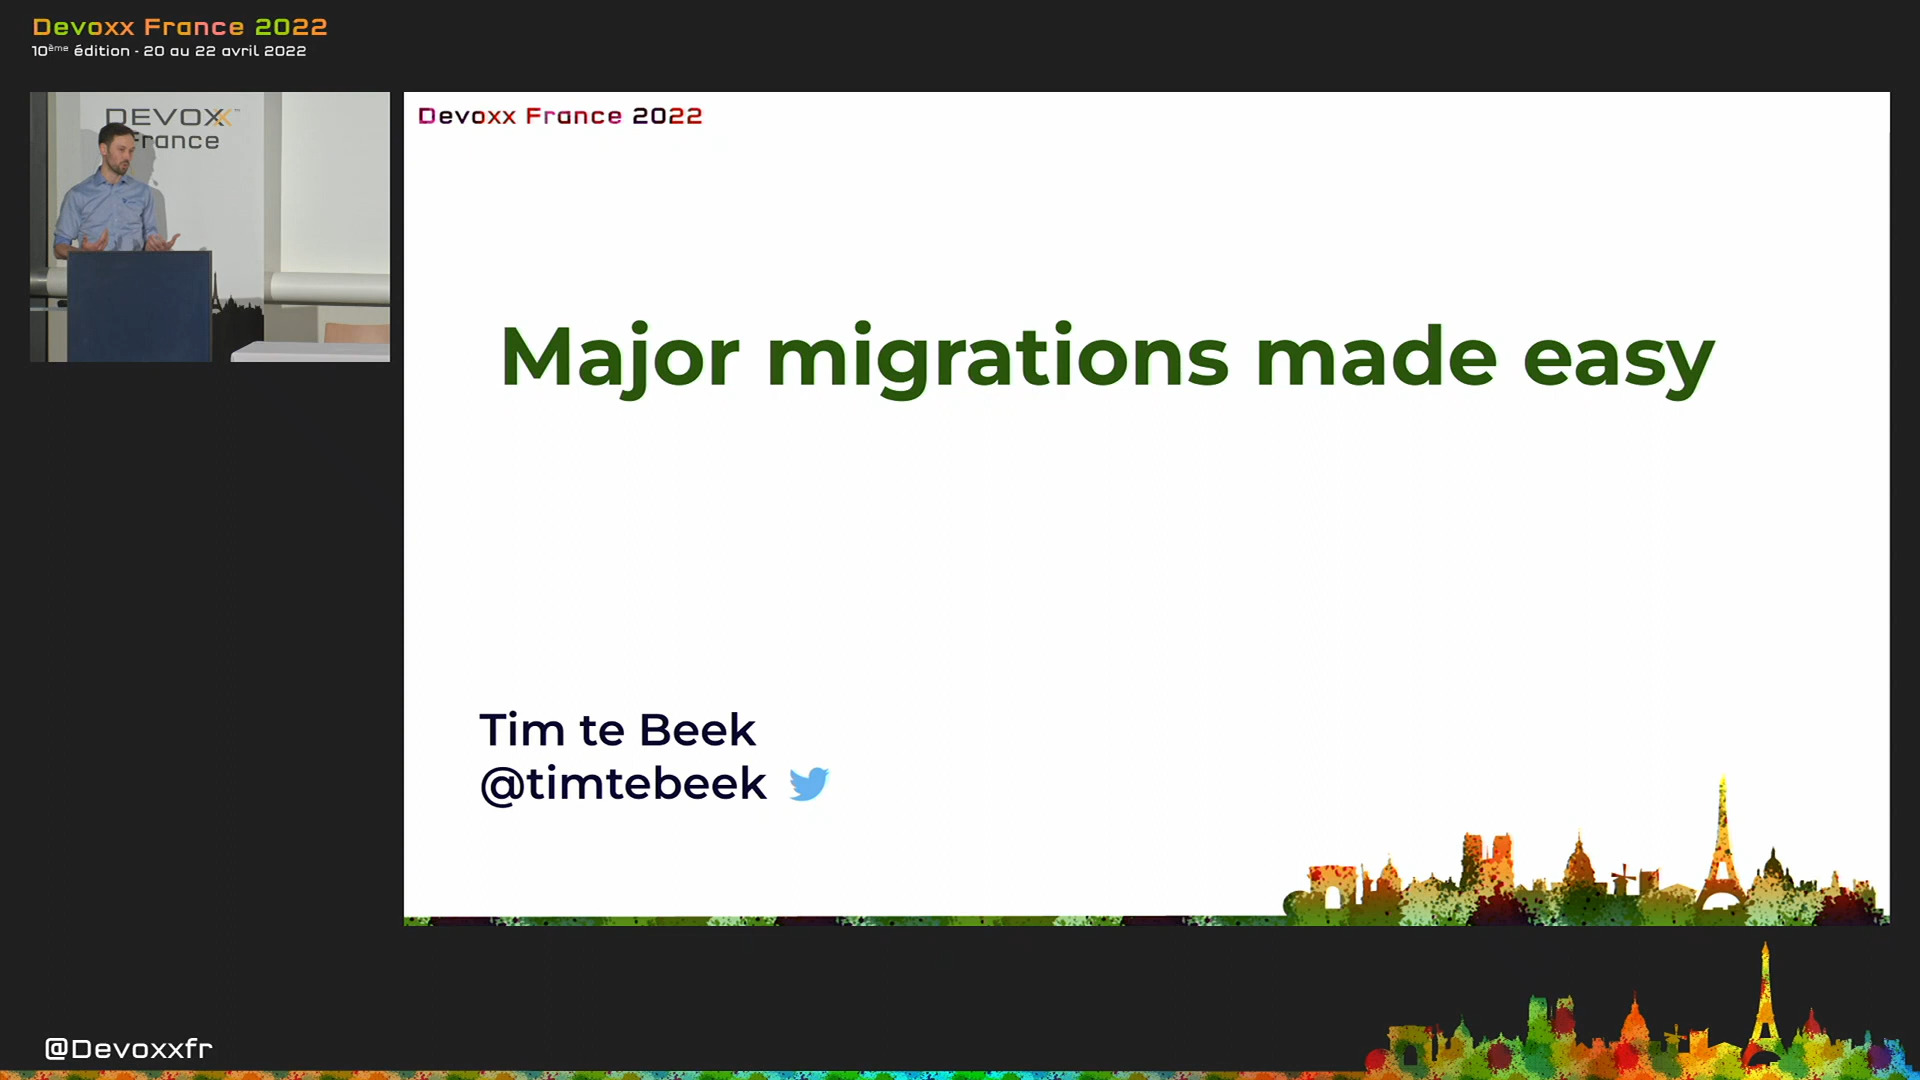 Devoxx France 2022
10ème édition - 20 au 22 avril 2022
DEVOXX
France
Devoxx France 2022
Major migrations made easy
Tim te Beek
@timtebeek
@Devoxxfr